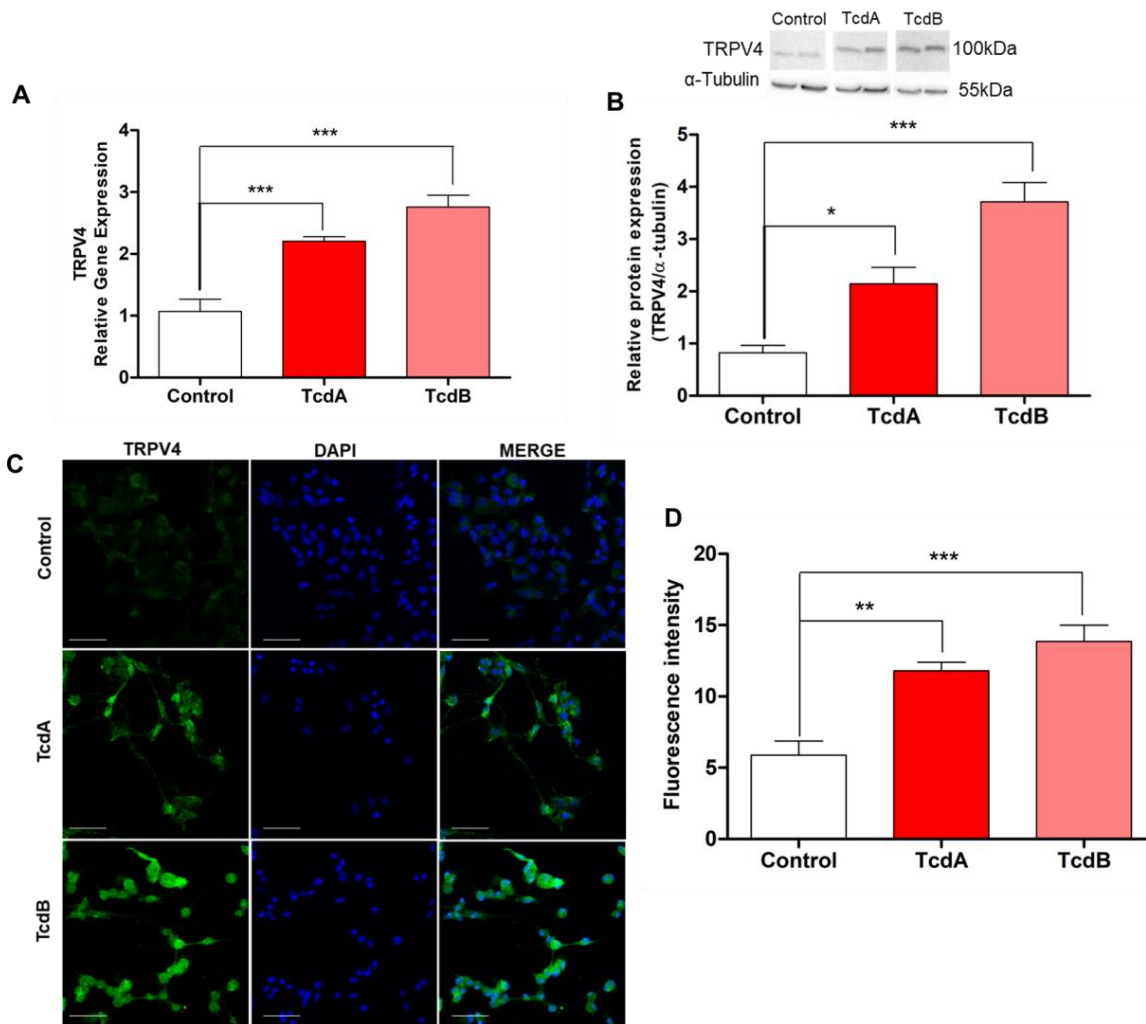 Control TcdA TcdB
TRPV4 100kDa
α-Tubulin 55kDa
A
TRPV4
Relative Gene Expression
4
3
2
1
0
***
***
Control TcdA TcdB
B
Relative protein expression
(TRPV4/α-tubulin)
5
4
3
2
1
0
***
*
Control TcdA TcdB
C
TRPV4 DAPI MERGE
Control
TcdA
TcdB
D
Fluorescence intensity
20
15
10
5
0
***
**
Control TcdA TcdB